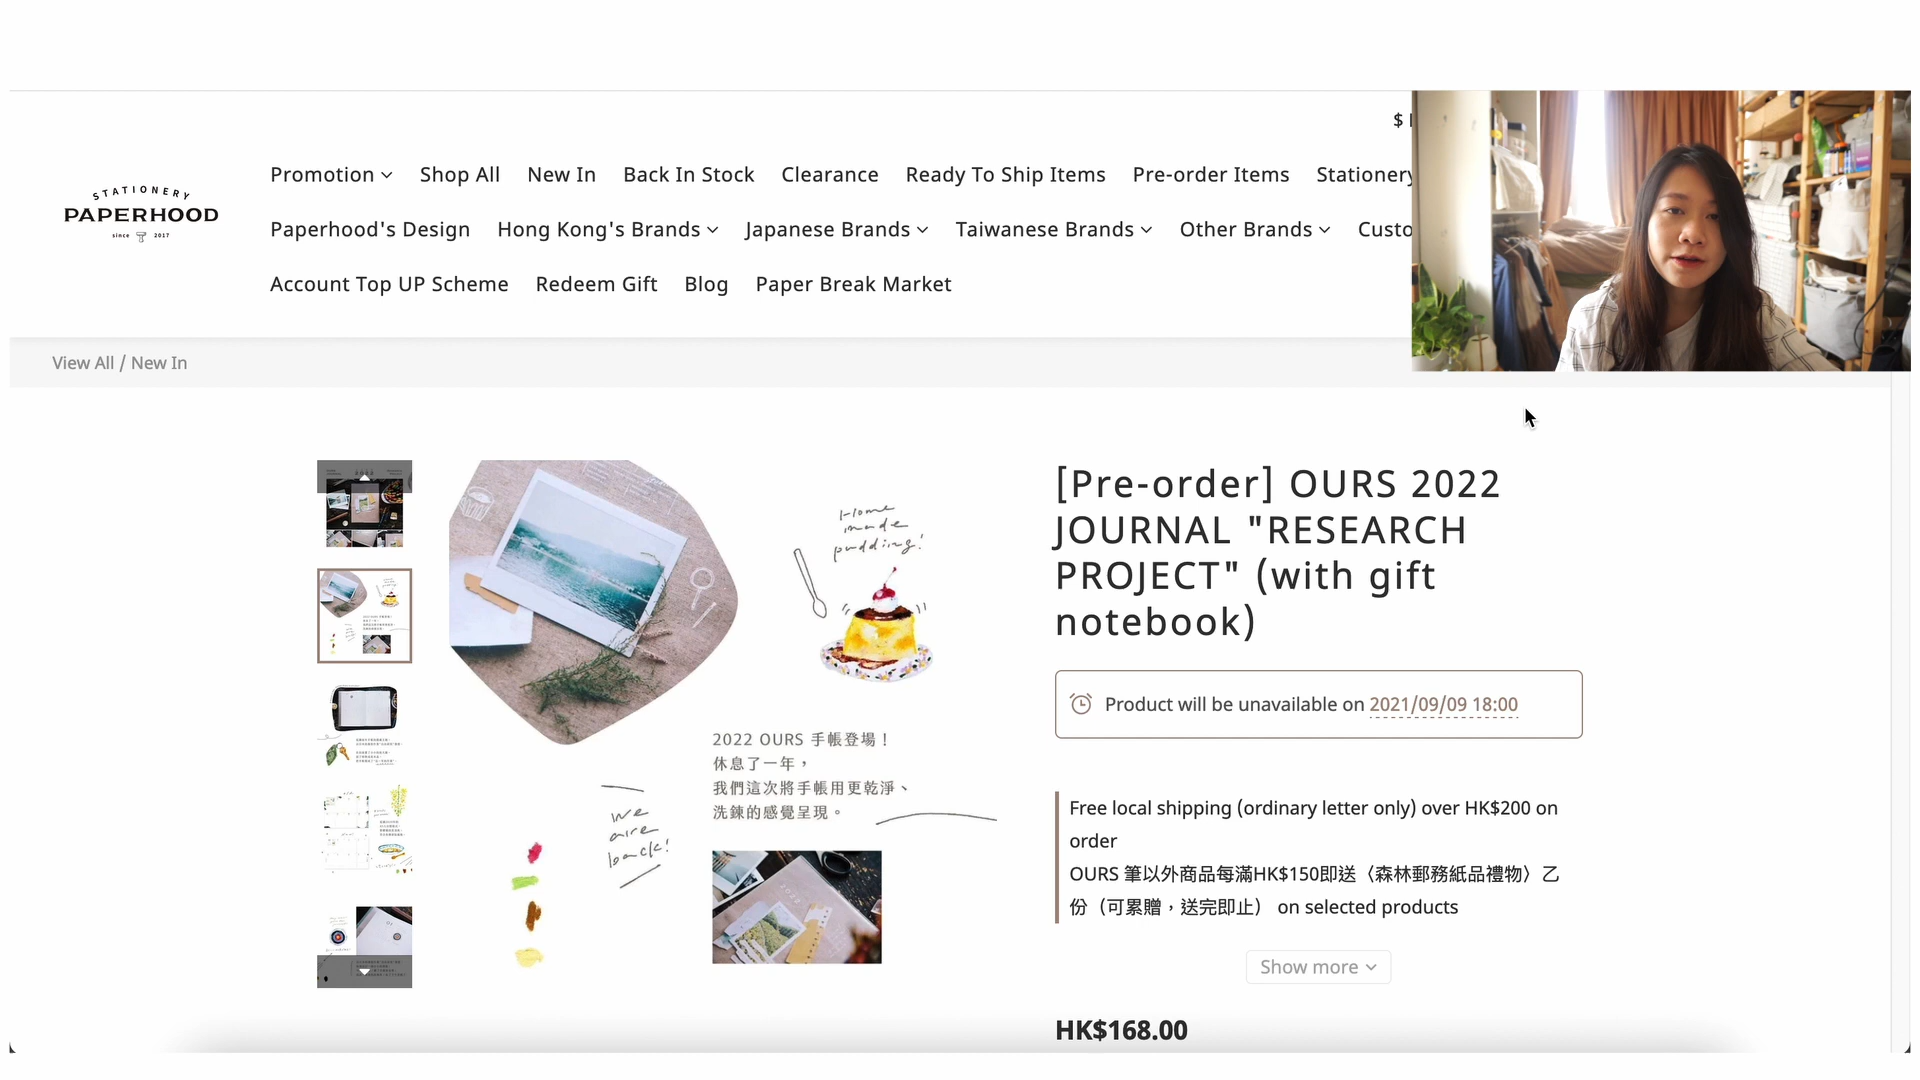 $
STATIONERY
PAPERHOOD
since 2017
Promotion Shop All New In Back In Stock Clearance Ready To Ship Items Pre-order Items Stationery
Paperhood's Design Hong Kong's Brands Japanese Brands Taiwanese Brands Other Brands Custo
Account Top UP Scheme Redeem Gift Blog Paper Break Market
View All / New In
Home
made
pudding!
2022 OURS 手帳登場！
休息了一年，
我們這次將手帳用更乾淨、
洗鍊的感覺呈現。
we
are
back!
[Pre-order] OURS 2022
JOURNAL "RESEARCH
PROJECT" (with gift
notebook)
Product will be unavailable on 2021/09/09 18:00
Free local shipping (ordinary letter only) over HK$200 on
order
OURS 筆以外商品每滿HK$150即送〈森林郵務紙品禮物〉乙
份（可累贈，送完即止） on selected products
Show more
HK$168.00